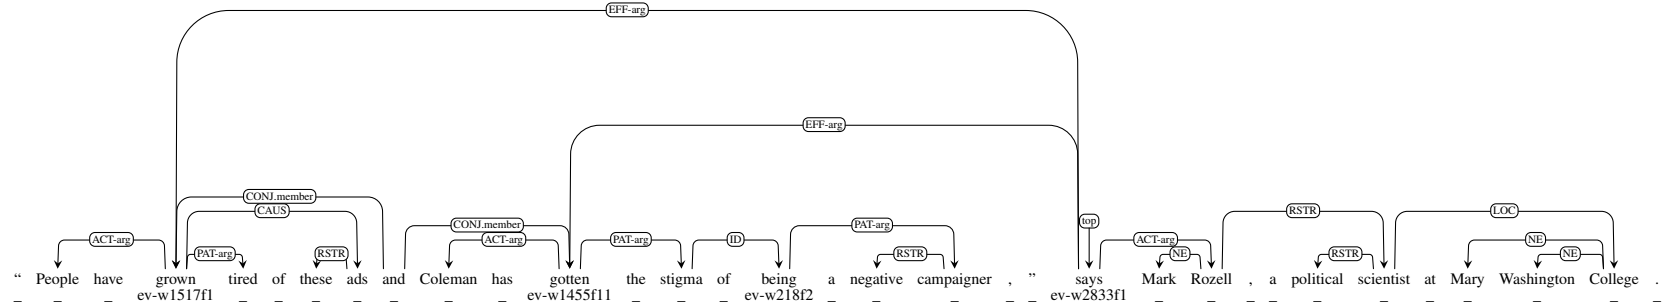 EFF-arg
EFF-arg
CONJ.member
CAUS
top
CONJ.member
PAT-arg
RSTR
LOC
ACT-arg
PAT-arg
RSTR
ACT-arg
PAT-arg
ID
RSTR
ACT-arg
NE
RSTR
NE
NE
“ People have grown tired of these ads and Coleman has gotten the stigma of being a negative campaigner , ” says Mark Rozell , a political scientist at Mary Washington College .
_ _ _ ev-w1517f1 _ _ _ _ _ _ _ ev-w1455f11 _ _ _ ev-w218f2 _ _ _ _ _ ev-w2833f1 _ _ _ _ _ _ _ _ _ _ _